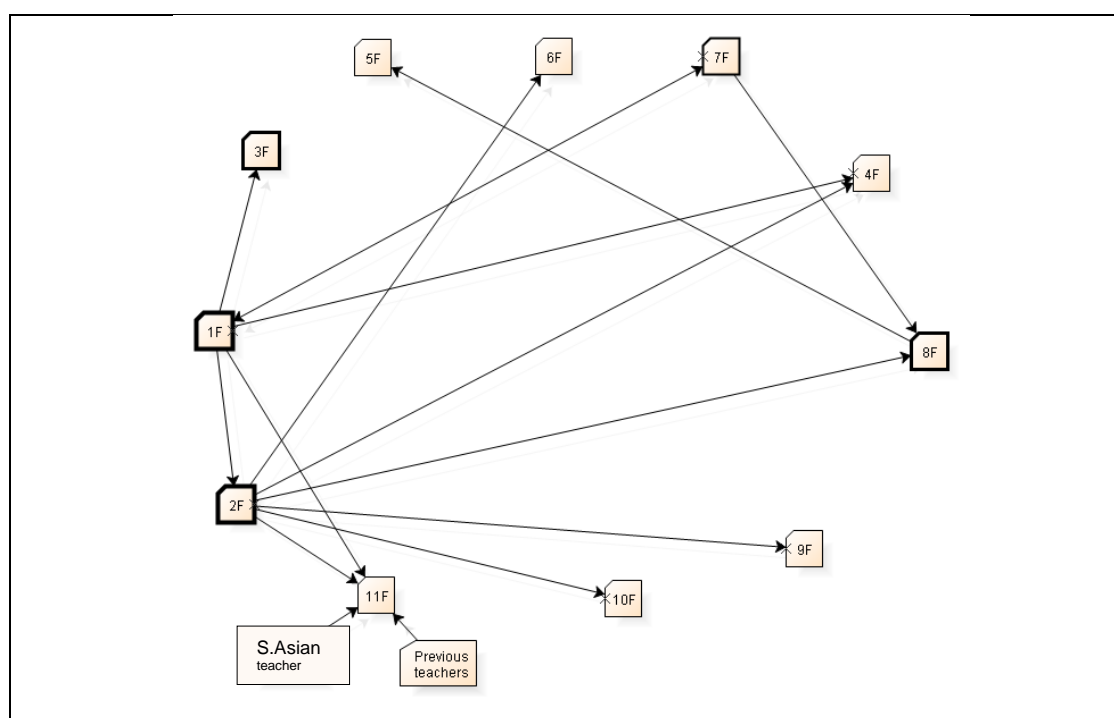 5F
6F
7F
3F
4F
1F
8F
2F
9F
11F
10F
S.Asian
teacher
Previous
teachers